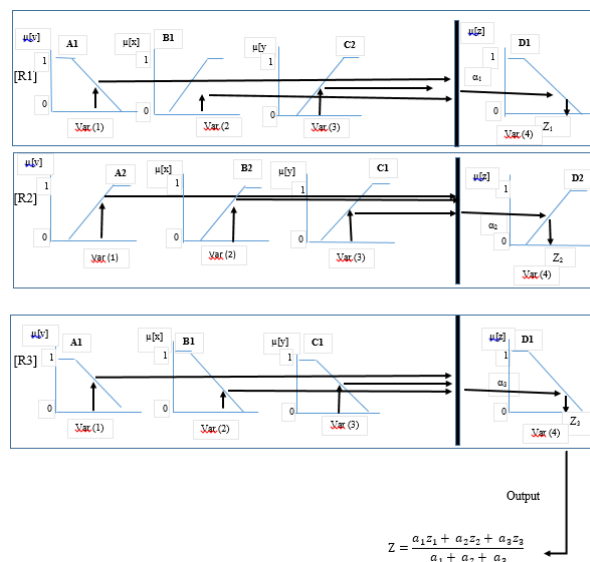 µ[v] A1 µ[x] B1 µ[y C2 µ[z] D1
1 1 1 1
[R1] α₁
0 0 0 0
Var (1) Var (2 Var (3) Var (4) Z₁
µ[v] A2 µ[x] B2 µ[y] C1 µ[z] D2
1 1 1 1
[R2] α₂
0 0 0 0
Var (1) Var (2) Var (3) Var (4) Z₂
µ[v] A1 µ[x] B1 µ[y] C1 µ[z] D1
1 1 1 1
[R3] α₃
0 0 0 0
Var (1) Var (2) Var (3) Var (4) Z₃
Output
Z = a₁z₁ + a₂z₂ + a₃z₃ / a₁ + a₂ + a₃